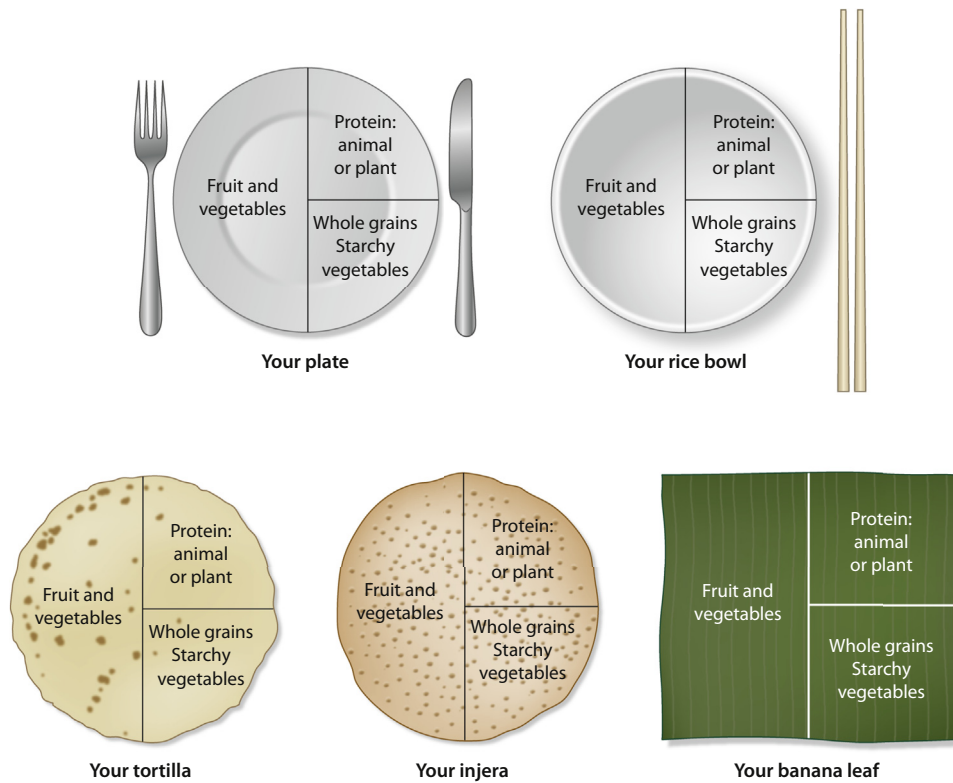 Fruit and
vegetables
Protein:
animal
or plant
Whole grains
Starchy
vegetables
Your plate
Fruit and
vegetables
Protein:
animal
or plant
Whole grains
Starchy
vegetables
Your rice bowl
Fruit and
vegetables
Protein:
animal
or plant
Whole grains
Starchy
vegetables
Your tortilla
Fruit and
vegetables
Protein:
animal
or plant
Whole grains
Starchy
vegetables
Your injera
Fruit and
vegetables
Protein:
animal
or plant
Whole grains
Starchy
vegetables
Your banana leaf